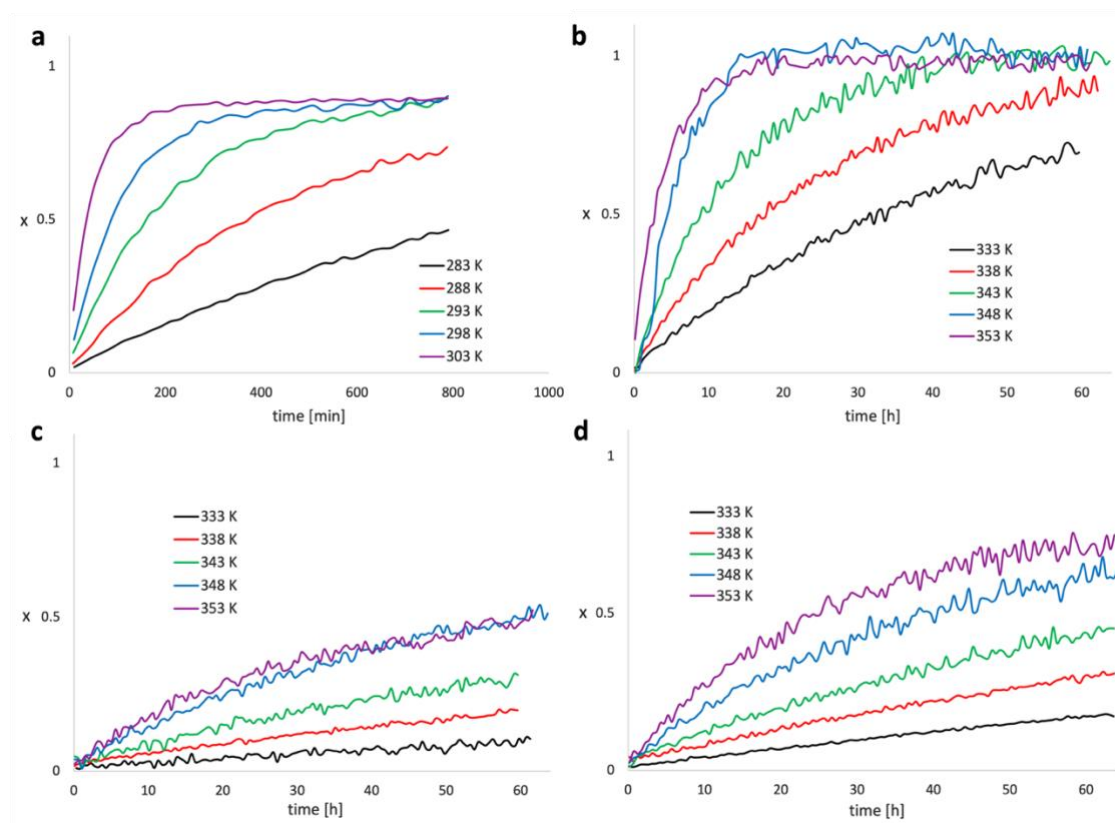 a
1
x 0.5
0
283 K
288 K
293 K
298 K
303 K
0 200 400 600 800 1000
time [min]
b
1
x 0.5
0
333 K
338 K
343 K
348 K
353 K
0 10 20 30 40 50 60
time [h]
c
1
x 0.5
0
333 K
338 K
343 K
348 K
353 K
0 10 20 30 40 50 60
time [h]
d
1
x 0.5
0
333 K
338 K
343 K
348 K
353 K
0 10 20 30 40 50 60
time [h]